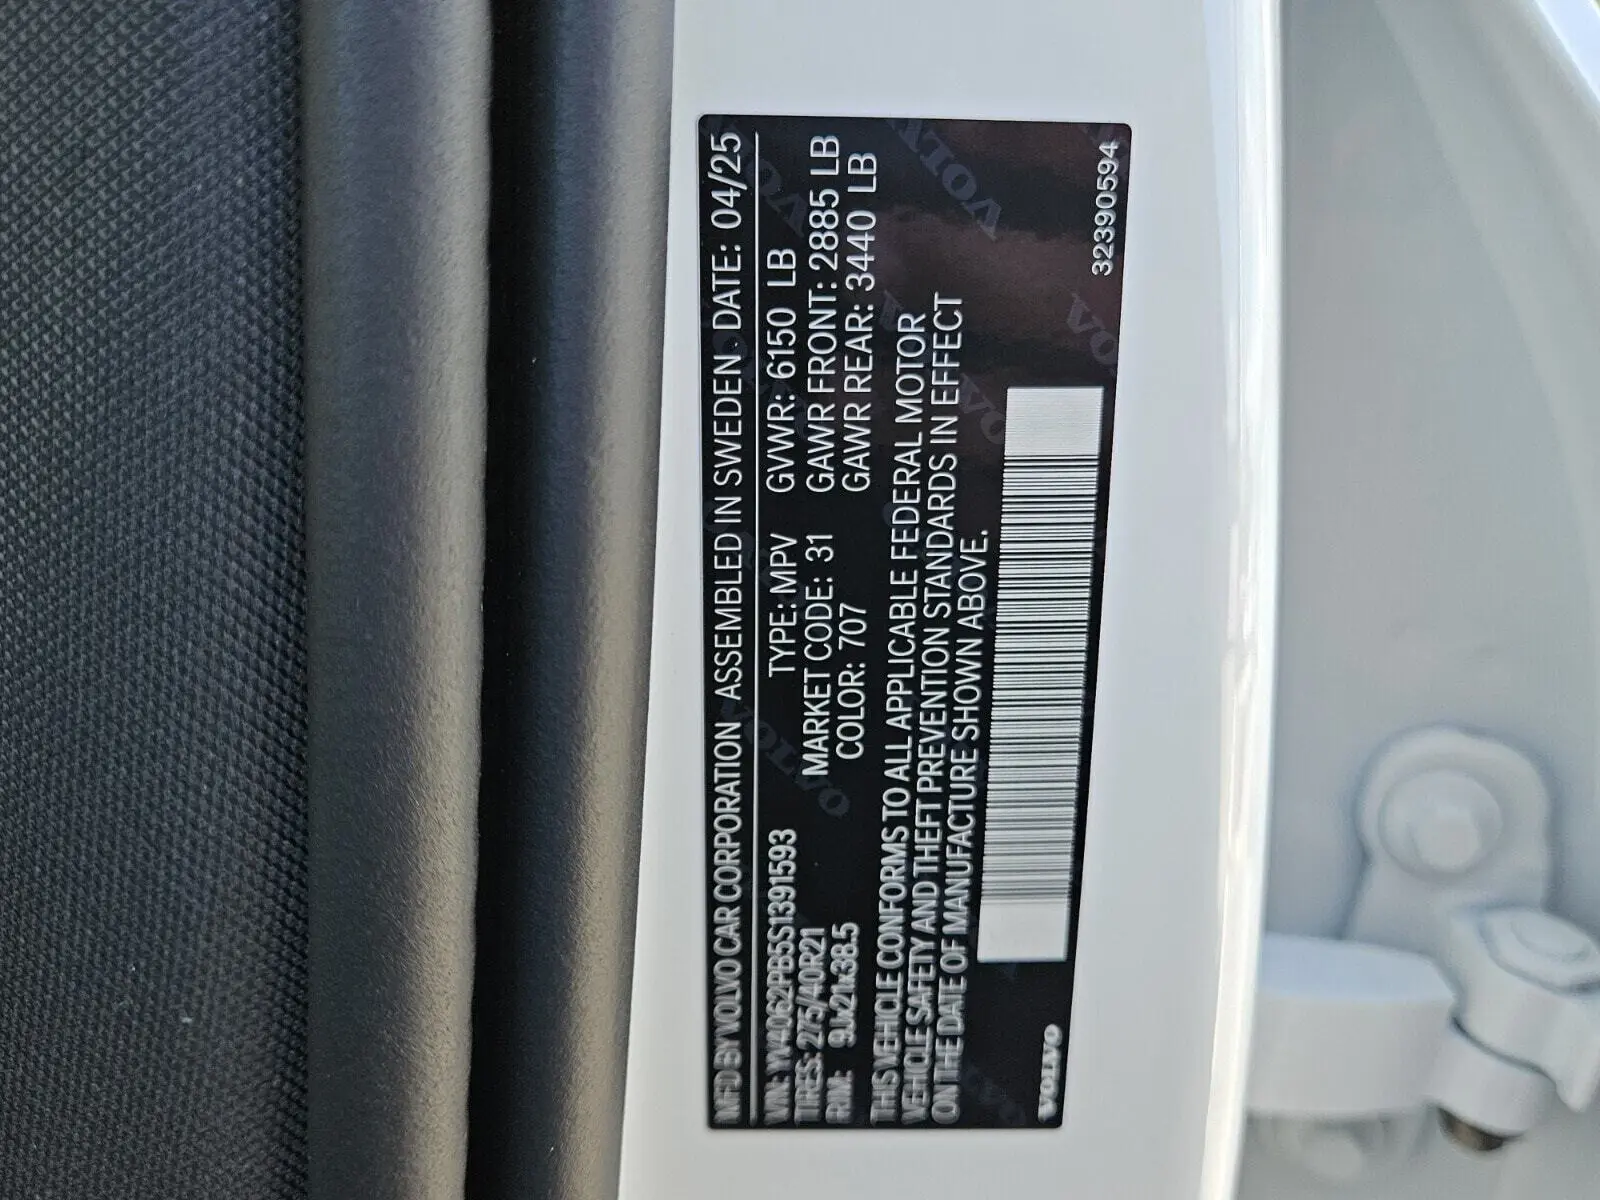 MFD BY VOLVO CAR CORPORATION ASSEMBLED IN SWEDEN DATE: 04/25
VIN: YV4062PB5S1391593 TYPE: MPV GVWR: 6150 LB
TIRES: 275/40R21 MARKET CODE: 31 GAWR FRONT: 2885 LB
RIM: 9Jx21x38.5 COLOR: 707 GAWR REAR: 3440 LB
THIS VEHICLE CONFORMS TO ALL APPLICABLE FEDERAL MOTOR
VEHICLE SAFETY AND THEFT PREVENTION STANDARDS IN EFFECT
ON THE DATE OF MANUFACTURE SHOWN ABOVE.
VOLVO 32390594